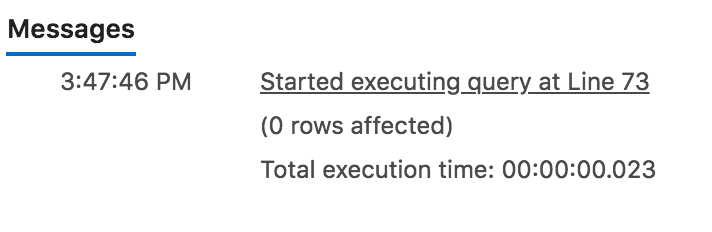 Messages
3:47:46 PM Started executing query at Line 73
(0 rows affected)
Total execution time: 00:00:00.023